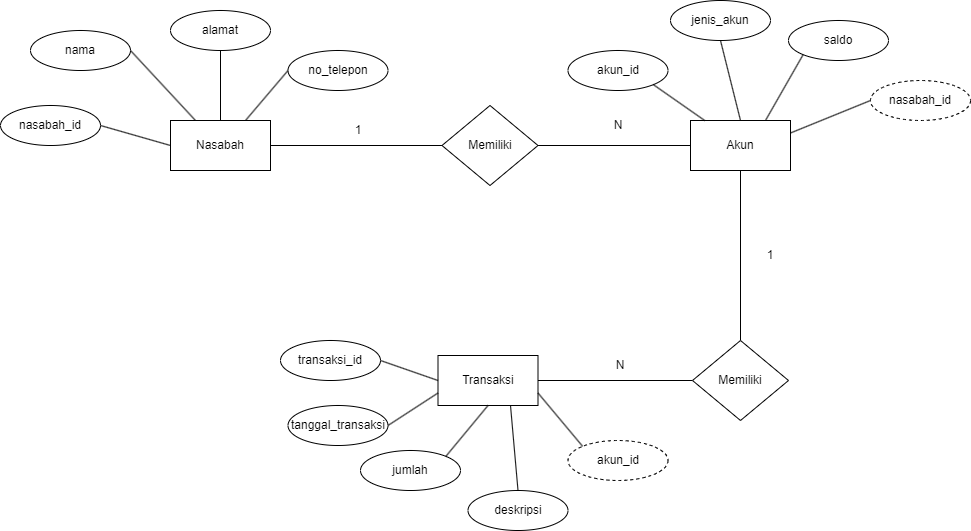 jenis_akun
alamat
saldo
nama
no_telepon
akun_id
nasabah_id
nasabah_id
1
N
Nasabah
Memiliki
Akun
1
transaksi_id
N
Transaksi
Memiliki
tanggal_transaksi
akun_id
jumlah
deskripsi